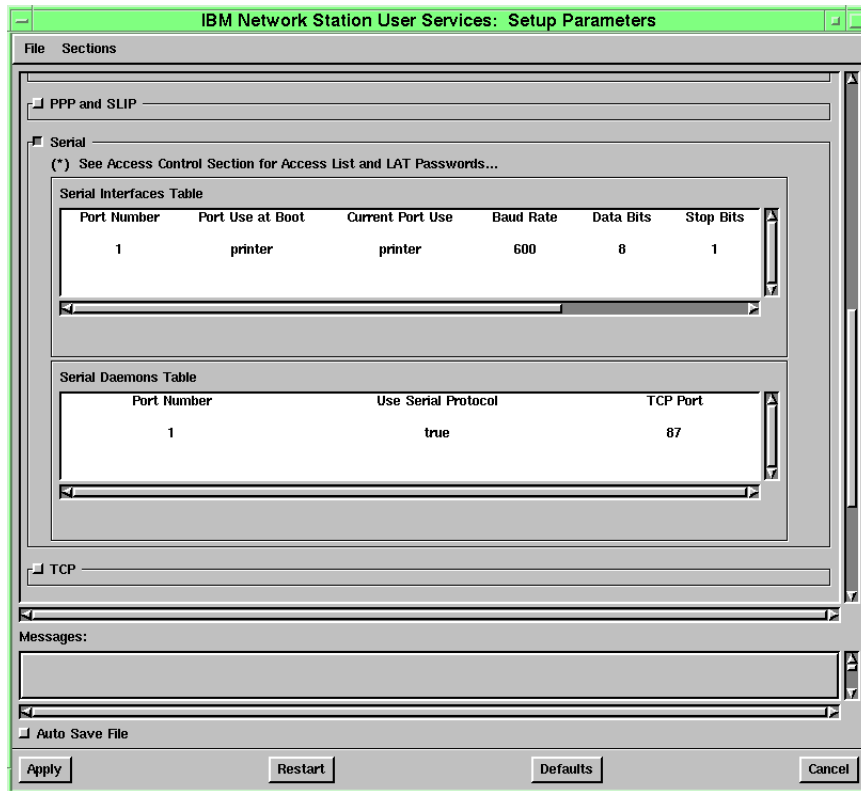 IBM Network Station User Services: Setup Parameters
File Sections
PPP and SLIP
Serial
(*) See Access Control Section for Access List and LAT Passwords...
Serial Interfaces Table
Port Number Port Use at Boot Current Port Use Baud Rate Data Bits Stop Bits
1 printer printer 600 8 1
Serial Daemons Table
Port Number Use Serial Protocol TCP Port
1 true 87
TCP
Messages:
Auto Save File
Apply Restart Defaults Cancel